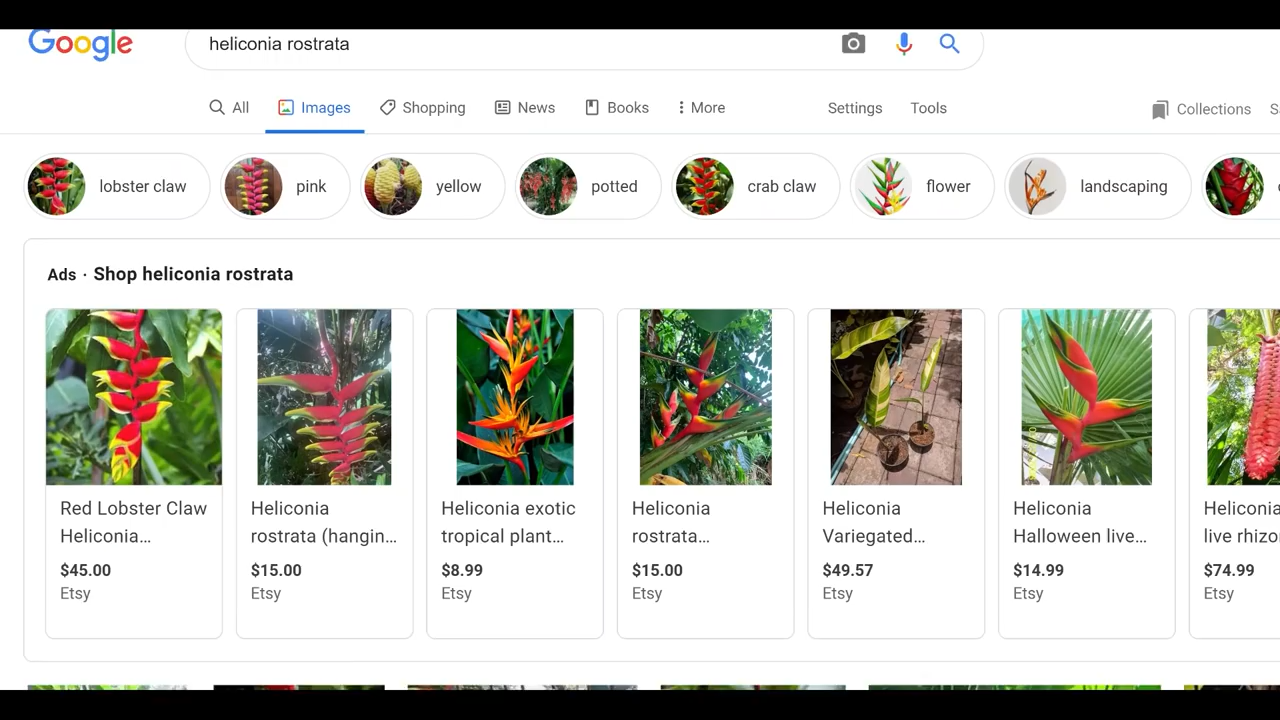 Google
heliconia rostrata
All Images Shopping News Books More Settings Tools Collections
lobster claw pink yellow potted crab claw flower landscaping
Ads · Shop heliconia rostrata
Red Lobster Claw
Heliconia…
$45.00
Etsy
Heliconia
rostrata (hangin…
$15.00
Etsy
Heliconia exotic
tropical plant…
$8.99
Etsy
Heliconia
rostrata…
$15.00
Etsy
Heliconia
Variegated…
$49.57
Etsy
Heliconia
Halloween live…
$14.99
Etsy
Heliconia
live rhizo
$74.99
Etsy